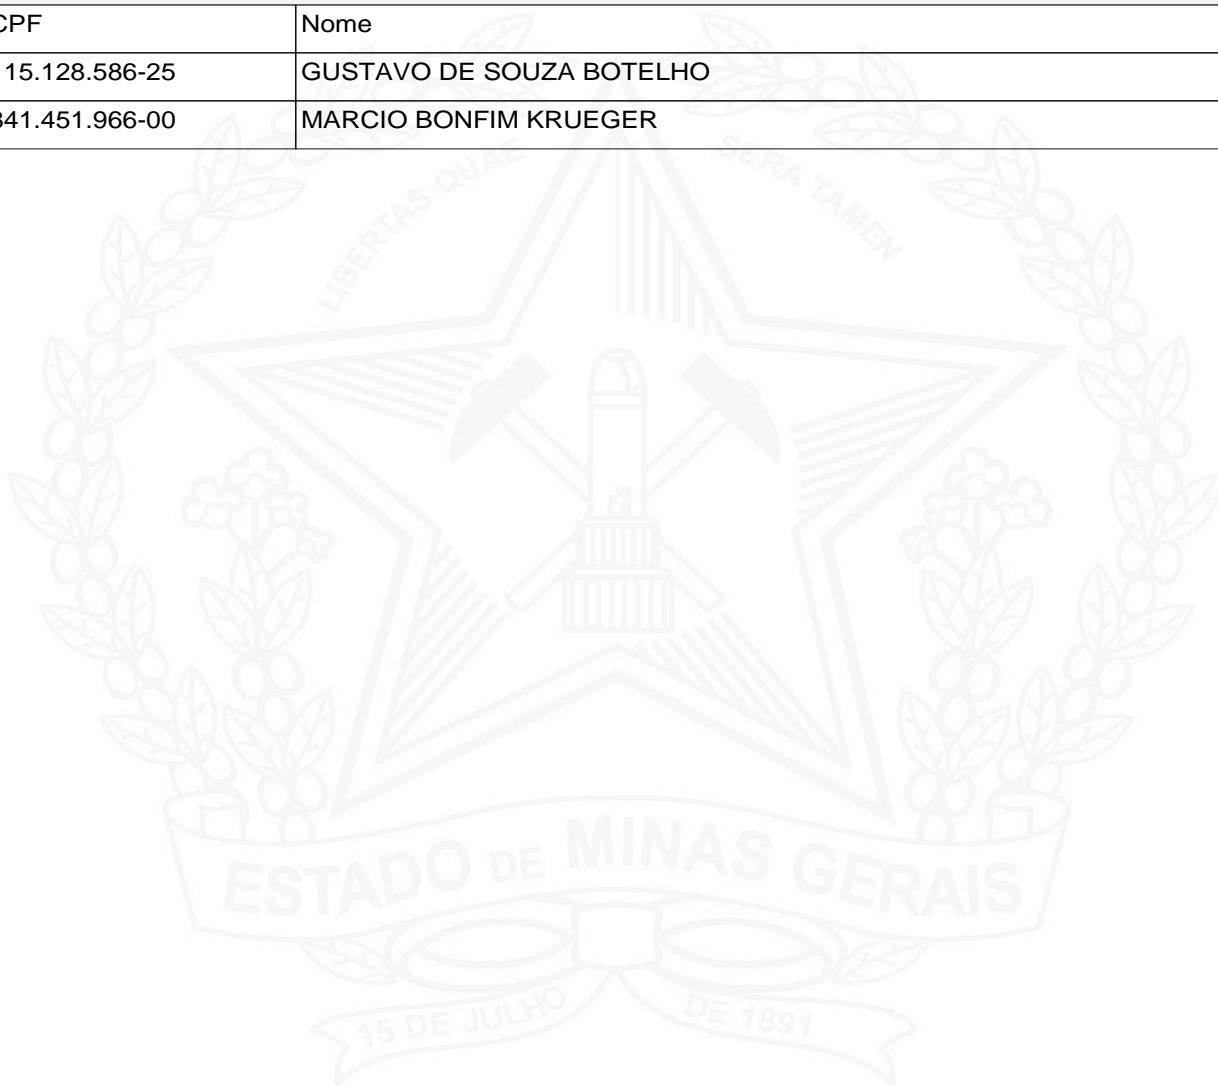 CPF Nome
15.128.586-25 GUSTAVO DE SOUZA BOTELHO
341.451.966-00 MARCIO BONFIM KRUEGER
LIBERTAS QUAE SERA TAMEN
ESTADO DE MINAS GERAIS
15 DE JULHO DE 1891